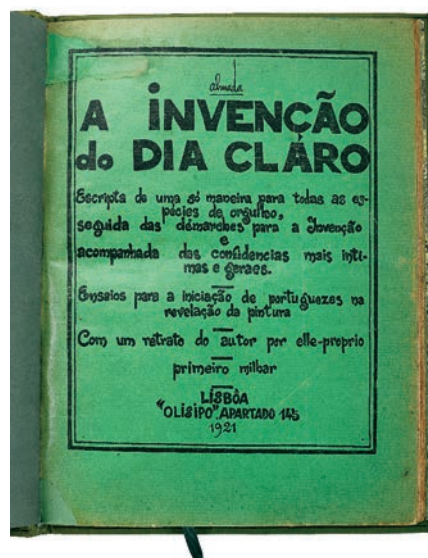 almada
A INVENÇÃO
do DIA CLÁRO
Escripta de uma só maneira para todas as es-
pécies de orgulho,
seguida das démarches para a Invenção
e
acompanhada das confidencias mais inti-
mas e geraes.
Ensaios para a iniciação de portuguezes na
revelação da pintura
Com um retrato do autor por elle-proprio
primeiro milhar
LISBÔA
"OLISIPO". APARTADO 145
1921